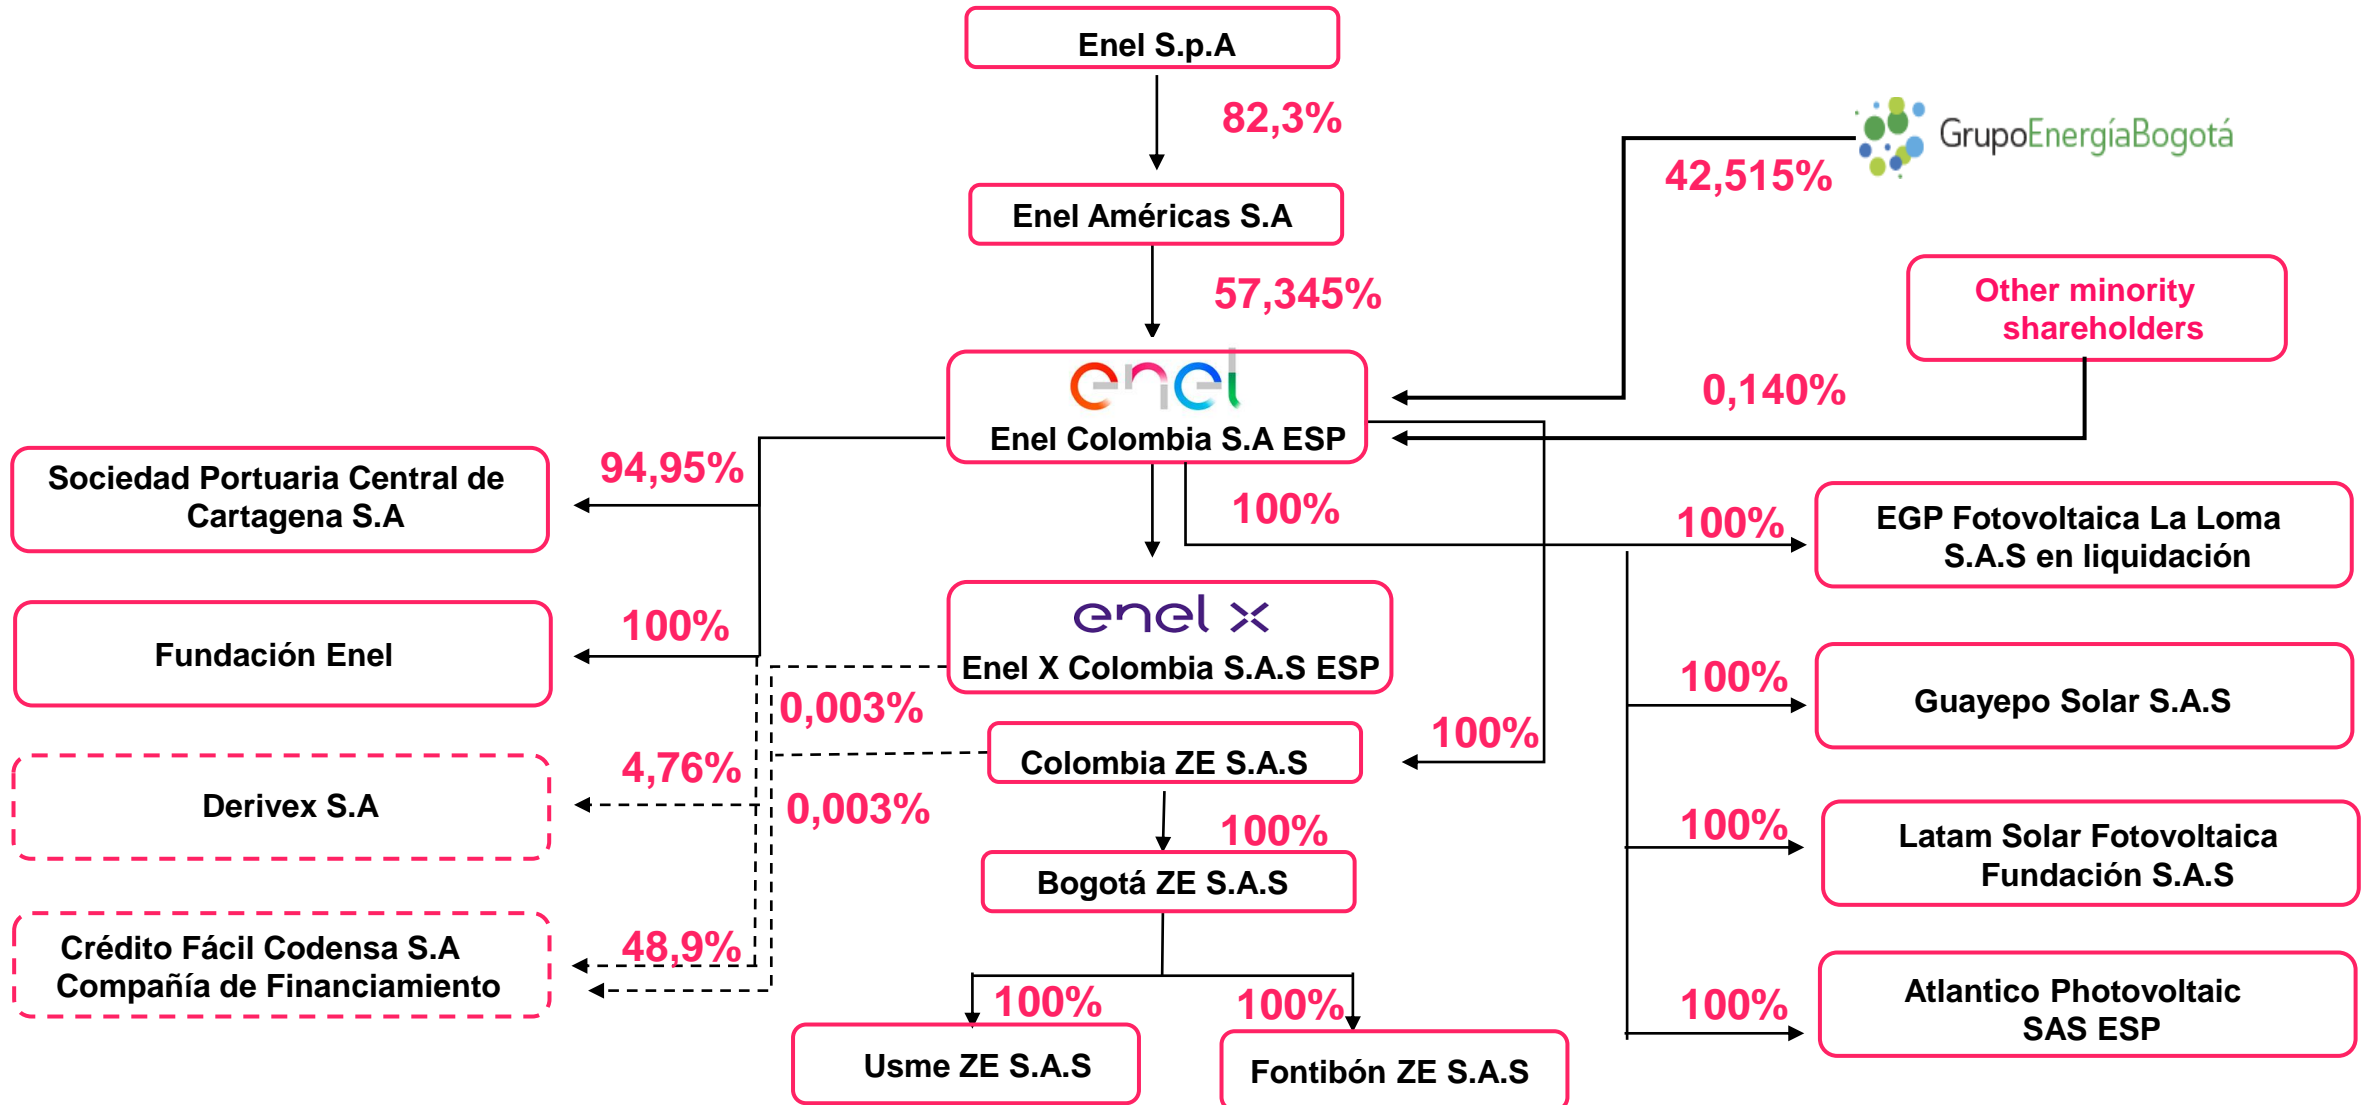 Enel S.p.A
82,3%
GrupoEnergíaBogotá
42,515%
Enel Américas S.A
57,345%
Other minority
shareholders
0,140%
enel
Enel Colombia S.A ESP
94,95%
Sociedad Portuaria Central de
Cartagena S.A
100%
100%
EGP Fotovoltaica La Loma
S.A.S en liquidación
100%
Fundación Enel
enel x
Enel X Colombia S.A.S ESP
100%
Guayepo Solar S.A.S
0,003%
100%
4,76%
Derivex S.A
Colombia ZE S.A.S
0,003%
100%
100%
Latam Solar Fotovoltaica
Fundación S.A.S
Bogotá ZE S.A.S
48,9%
Crédito Fácil Codensa S.A
Compañía de Financiamiento
100%
100%
100%
Atlantico Photovoltaic
SAS ESP
Usme ZE S.A.S
Fontibón ZE S.A.S